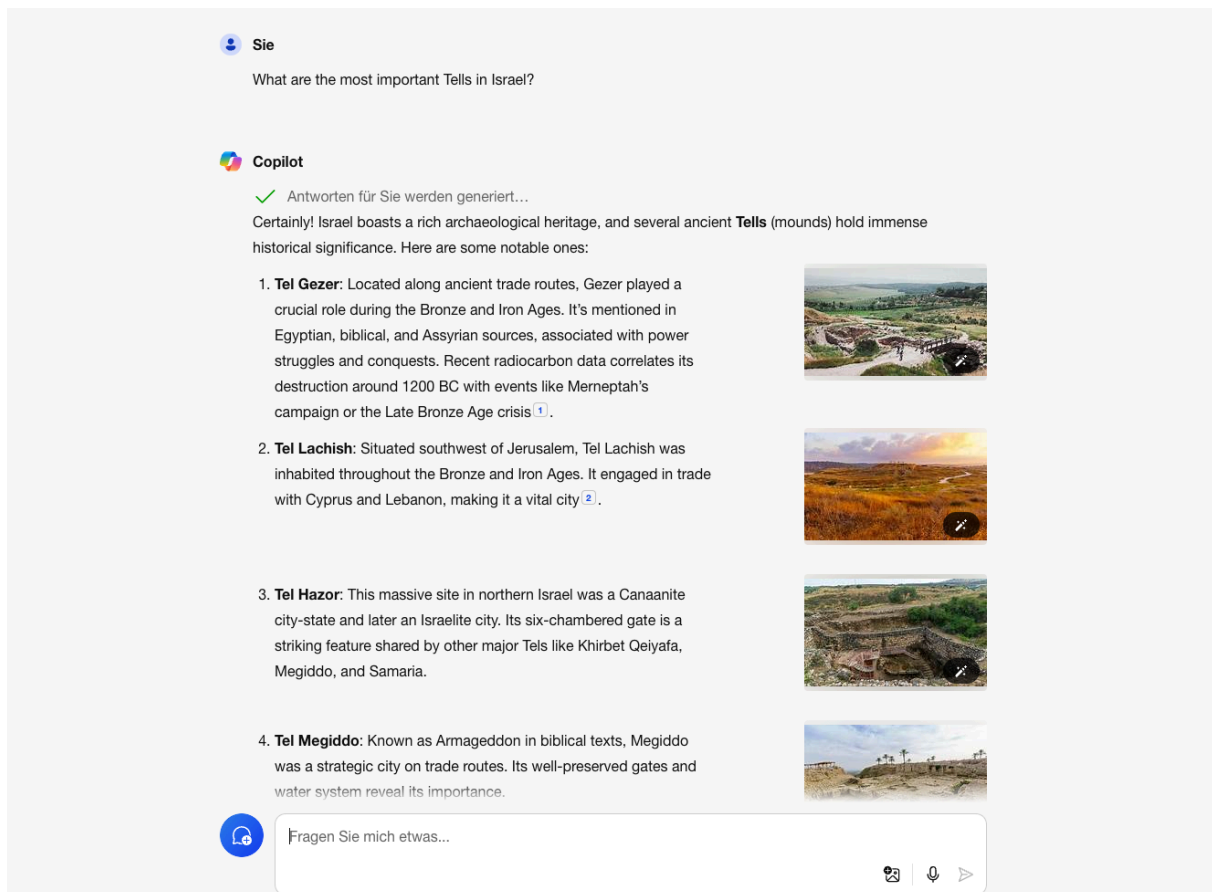 Sie
What are the most important Tells in Israel?
Copilot
Antworten für Sie werden generiert…
Certainly! Israel boasts a rich archaeological heritage, and several ancient Tells (mounds) hold immense
historical significance. Here are some notable ones:
1. Tel Gezer: Located along ancient trade routes, Gezer played a
crucial role during the Bronze and Iron Ages. It’s mentioned in
Egyptian, biblical, and Assyrian sources, associated with power
struggles and conquests. Recent radiocarbon data correlates its
destruction around 1200 BC with events like Merneptah’s
campaign or the Late Bronze Age crisis 1 .
2. Tel Lachish: Situated southwest of Jerusalem, Tel Lachish was
inhabited throughout the Bronze and Iron Ages. It engaged in trade
with Cyprus and Lebanon, making it a vital city 2 .
3. Tel Hazor: This massive site in northern Israel was a Canaanite
city-state and later an Israelite city. Its six-chambered gate is a
striking feature shared by other major Tels like Khirbet Qeiyafa,
Megiddo, and Samaria.
4. Tel Megiddo: Known as Armageddon in biblical texts, Megiddo
was a strategic city on trade routes. Its well-preserved gates and
water system reveal its importance.
Fragen Sie mich etwas...